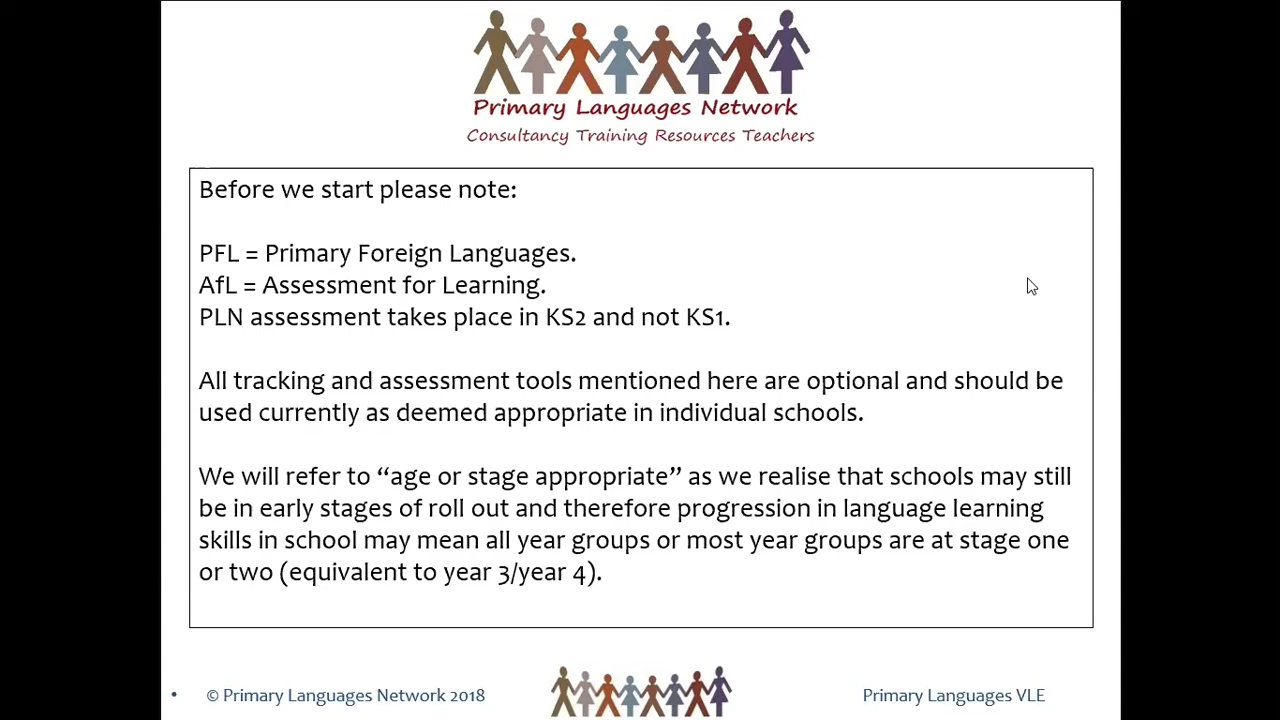 Primary Languages Network
Consultancy Training Resources Teachers
Before we start please note:
PFL = Primary Foreign Languages.
AfL = Assessment for Learning.
PLN assessment takes place in KS2 and not KS1.
All tracking and assessment tools mentioned here are optional and should be
used currently as deemed appropriate in individual schools.
We will refer to “age or stage appropriate” as we realise that schools may still
be in early stages of roll out and therefore progression in language learning
skills in school may mean all year groups or most year groups are at stage one
or two (equivalent to year 3/year 4).
• © Primary Languages Network 2018
Primary Languages VLE